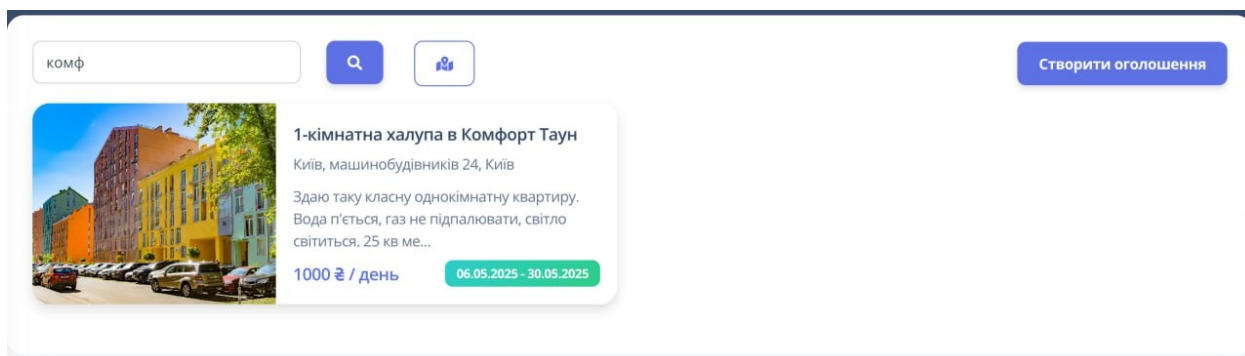 комф
Створити оголошення
1-кімнатна халупа в Комфорт Таун
Київ, машинобудівників 24, Київ
Здаю таку класну однокімнатну квартиру.
Вода п'ється, газ не підпалювати, світло
світиться. 25 кв ме...
1000 ₴ / день
06.05.2025 - 30.05.2025